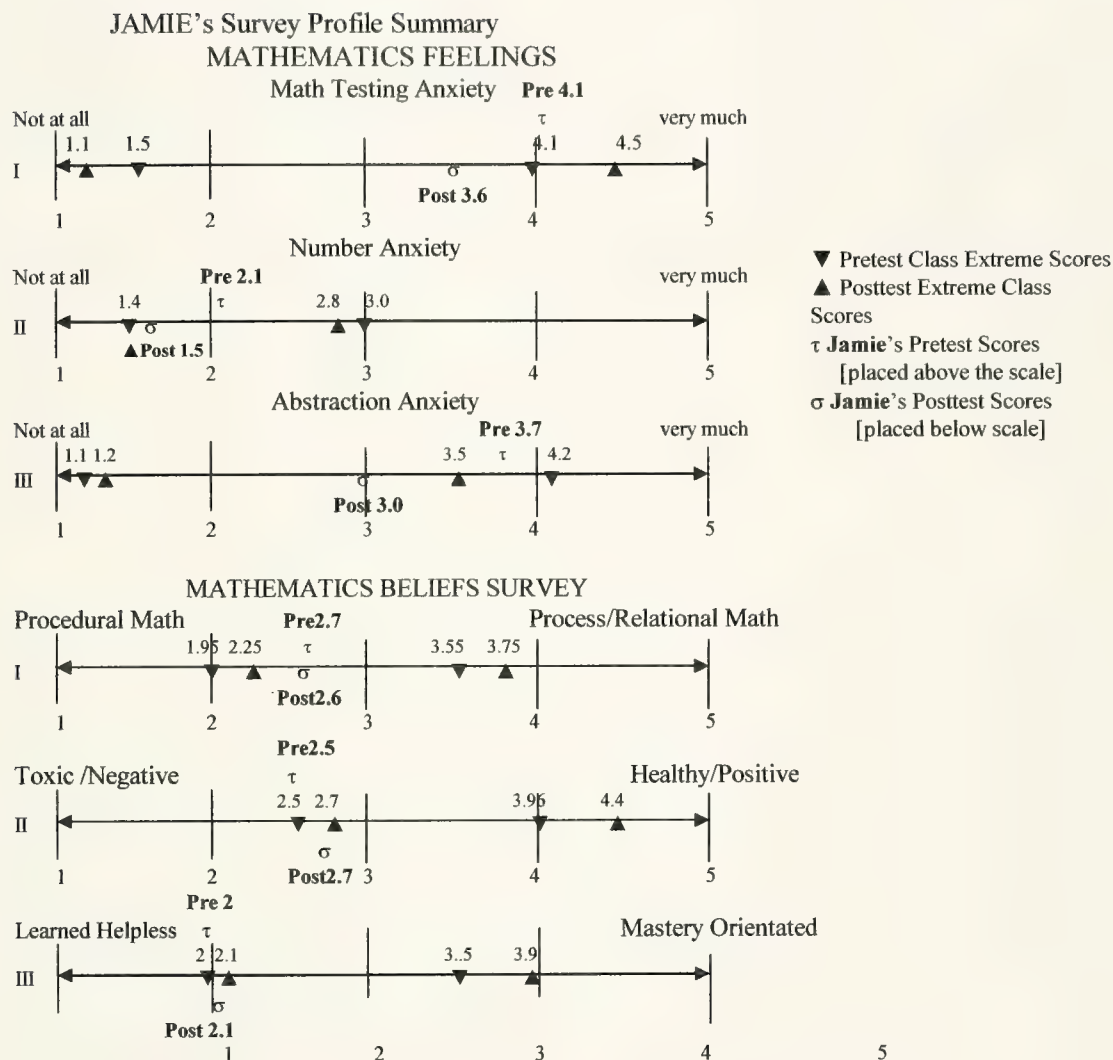 JAMIE's Survey Profile Summary
MATHEMATICS FEELINGS
Math Testing Anxiety Pre 4.1
Not at all τ very much
1.1 1.5 4.1 4.5
I σ
Post 3.6
1 2 3 4 5
Number Anxiety
Not at all Pre 2.1 very much
1.4 τ 2.8 3.0
II σ
Post 1.5
1 2 3 4 5
Abstraction Anxiety
Not at all Pre 3.7 very much
1.1 1.2 3.5 τ 4.2
III σ
Post 3.0
1 2 3 4 5
▼ Pretest Class Extreme Scores
▲ Posttest Extreme Class
Scores
τ Jamie's Pretest Scores
[placed above the scale]
σ Jamie's Posttest Scores
[placed below scale]
MATHEMATICS BELIEFS SURVEY
Procedural Math Pre2.7 Process/Relational Math
1.95 2.25 τ 3.55 3.75
I σ
Post2.6
1 2 3 4 5
Pre2.5
Toxic /Negative τ Healthy/Positive
2.5 2.7 3.95 4.4
II
σ
1 2 Post2.7 3 4 5
Pre 2
Learned Helpless τ Mastery Orientated
2 2.1 3..5 3.9
III
σ
Post 2.1
1 2 3 4 5